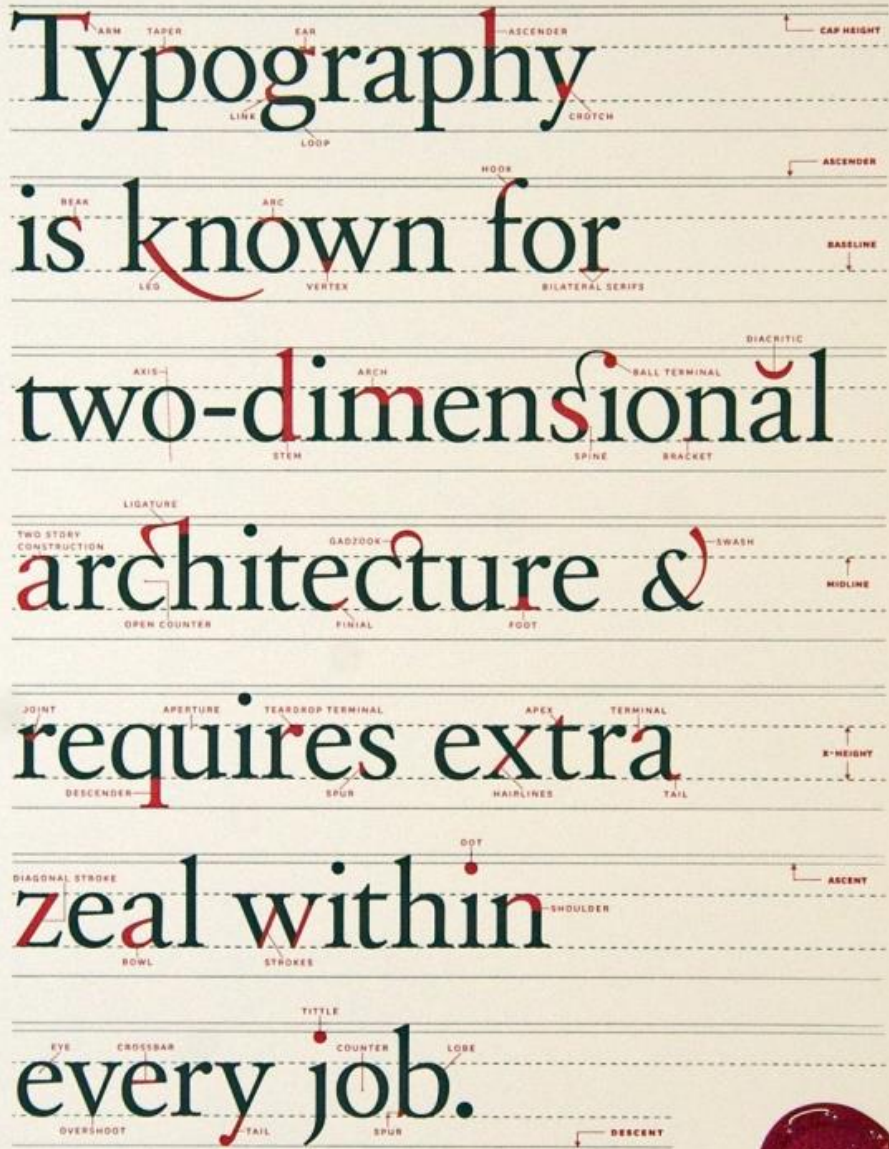 ARM TAPER EAR ASCENDER CAP HEIGHT
Typography
LINK CROTCH
LOOP
ASCENDER
HOOK
BEAK ARC
is known for
BASELINE
LEG VERTEX BILATERAL SERIFS
DIACRITIC
AXIS ARCH BALL TERMINAL
two-dimensionăl
STEM SPINE BRACKET
LIGATURE
TWO STORY
CONSTRUCTION GADZOOK SWASH
architecture &
MIDLINE
OPEN COUNTER FINIAL FOOT
JOINT APERTURE TEARDROP TERMINAL APEX TERMINAL
requires extra
X-HEIGHT
DESCENDER SPUR HAIRLINES TAIL
DOT
DIAGONAL STROKE ASCENT
zeal within
SHOULDER
BOWL STROKES
TITTLE
EYE CROSSBAR COUNTER LOBE
every job.
OVERSHOOT TAIL SPUR DESCENT